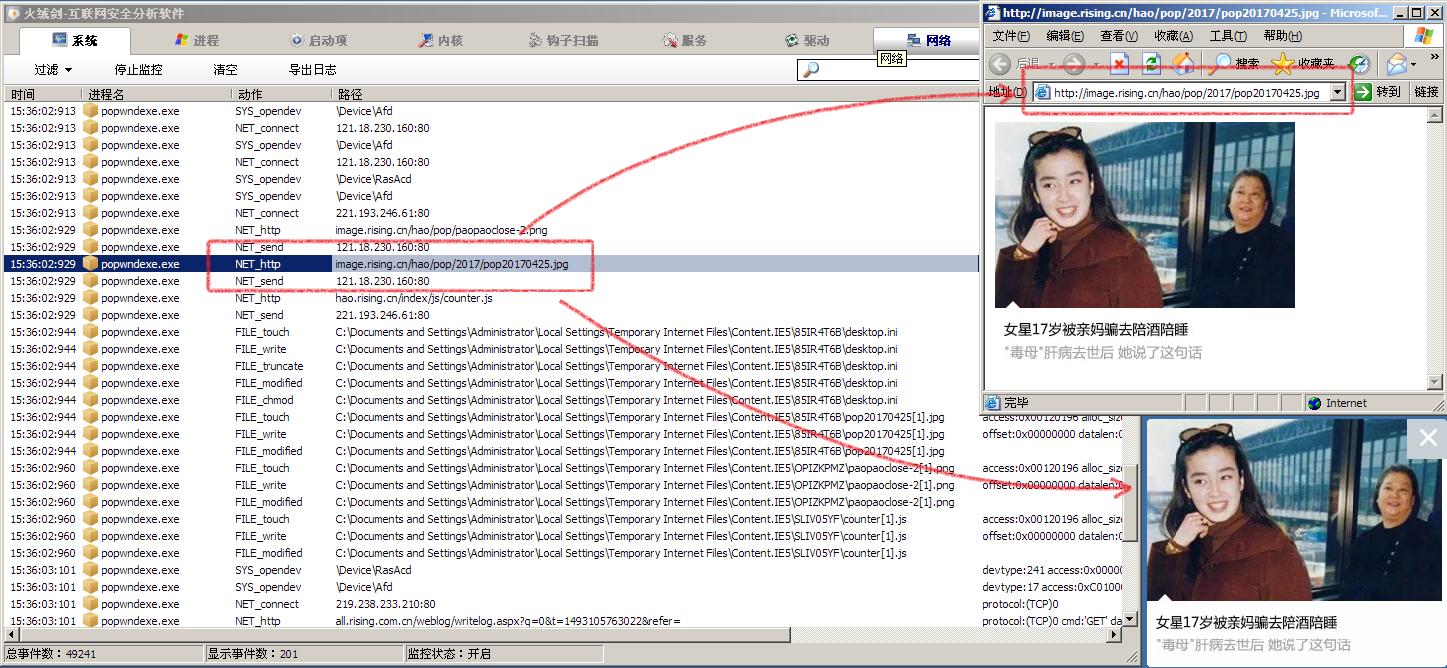 火绒剑-互联网安全分析软件
系统 进程 启动项 内核 钩子扫描 服务 驱动 网络
过滤 停止监控 清空 导出日志
网络
时间 进程名 动作 路径
15:36:02:913 popwndexe.exe SYS_opendev \Device\Afd
15:36:02:913 popwndexe.exe NET_connect 121.18.230.160:80
15:36:02:913 popwndexe.exe SYS_opendev \Device\Afd
15:36:02:913 popwndexe.exe NET_connect 121.18.230.160:80
15:36:02:913 popwndexe.exe SYS_opendev \Device\RasAcd
15:36:02:913 popwndexe.exe SYS_opendev \Device\Afd
15:36:02:913 popwndexe.exe NET_connect 221.193.246.61:80
15:36:02:929 popwndexe.exe NET_http image.rising.cn/hao/pop/paopaoclose-2.png
15:36:02:929 popwndexe.exe NET_send 121.18.230.160:80
15:36:02:929 popwndexe.exe NET_http image.rising.cn/hao/pop/2017/pop20170425.jpg
15:36:02:929 popwndexe.exe NET_send 121.18.230.160:80
15:36:02:929 popwndexe.exe NET_http hao.rising.cn/index/js/counter.js
15:36:02:929 popwndexe.exe NET_send 221.193.246.61:80
15:36:02:944 popwndexe.exe FILE_touch C:\Documents and Settings\Administrator\Local Settings\Temporary Internet Files\Content.IE5\85IR4T6B\desktop.ini
15:36:02:944 popwndexe.exe FILE_write C:\Documents and Settings\Administrator\Local Settings\Temporary Internet Files\Content.IE5\85IR4T6B\desktop.ini
15:36:02:944 popwndexe.exe FILE_truncate C:\Documents and Settings\Administrator\Local Settings\Temporary Internet Files\Content.IE5\85IR4T6B\desktop.ini
15:36:02:944 popwndexe.exe FILE_modified C:\Documents and Settings\Administrator\Local Settings\Temporary Internet Files\Content.IE5\85IR4T6B\desktop.ini
15:36:02:944 popwndexe.exe FILE_chmod C:\Documents and Settings\Administrator\Local Settings\Temporary Internet Files\Content.IE5\85IR4T6B\desktop.ini
15:36:02:944 popwndexe.exe FILE_touch C:\Documents and Settings\Administrator\Local Settings\Temporary Internet Files\Content.IE5\85IR4T6B\pop20170425[1].jpg access:0x00120196 alloc_size
15:36:02:944 popwndexe.exe FILE_write C:\Documents and Settings\Administrator\Local Settings\Temporary Internet Files\Content.IE5\85IR4T6B\pop20170425[1].jpg offset:0x00000000 datalen:0
15:36:02:944 popwndexe.exe FILE_modified C:\Documents and Settings\Administrator\Local Settings\Temporary Internet Files\Content.IE5\85IR4T6B\pop20170425[1].jpg
15:36:02:960 popwndexe.exe FILE_touch C:\Documents and Settings\Administrator\Local Settings\Temporary Internet Files\Content.IE5\OPIZKPMZ\paopaoclose-2[1].png access:0x00120196 alloc_size
15:36:02:960 popwndexe.exe FILE_write C:\Documents and Settings\Administrator\Local Settings\Temporary Internet Files\Content.IE5\OPIZKPMZ\paopaoclose-2[1].png offset:0x00000000 datalen:0
15:36:02:960 popwndexe.exe FILE_modified C:\Documents and Settings\Administrator\Local Settings\Temporary Internet Files\Content.IE5\OPIZKPMZ\paopaoclose-2[1].png
15:36:02:960 popwndexe.exe FILE_touch C:\Documents and Settings\Administrator\Local Settings\Temporary Internet Files\Content.IE5\SLIV05YF\counter[1].js access:0x00120196 alloc_size
15:36:02:960 popwndexe.exe FILE_write C:\Documents and Settings\Administrator\Local Settings\Temporary Internet Files\Content.IE5\SLIV05YF\counter[1].js offset:0x00000000 datalen:0
15:36:02:960 popwndexe.exe FILE_modified C:\Documents and Settings\Administrator\Local Settings\Temporary Internet Files\Content.IE5\SLIV05YF\counter[1].js
15:36:03:101 popwndexe.exe SYS_opendev \Device\RasAcd devtype:241 access:0x0000
15:36:03:101 popwndexe.exe SYS_opendev \Device\Afd devtype:17 access:0xC0100
15:36:03:101 popwndexe.exe NET_connect 219.238.233.210:80 protocol:(TCP)0
15:36:03:101 popwndexe.exe NET_http all.rising.com.cn/weblog/writelog.aspx?q=0&t=1493105763022&refer= protocol:(TCP)0 cmd:'GET' da
总事件数：49241 显示事件数：201 监控状态：开启
http://image.rising.cn/hao/pop/2017/pop20170425.jpg - Microsof...
文件(F) 编辑(E) 查看(V) 收藏(A) 工具(T) 帮助(H)
后退 搜索 收藏夹
地址(D) http://image.rising.cn/hao/pop/2017/pop20170425.jpg 转到 链接
女星17岁被亲妈骗去陪酒陪睡
"毒母"肝病去世后 她说了这句话
完毕 Internet
女星17岁被亲妈骗去陪酒陪睡
"毒母"肝病去世后 她说了这句话